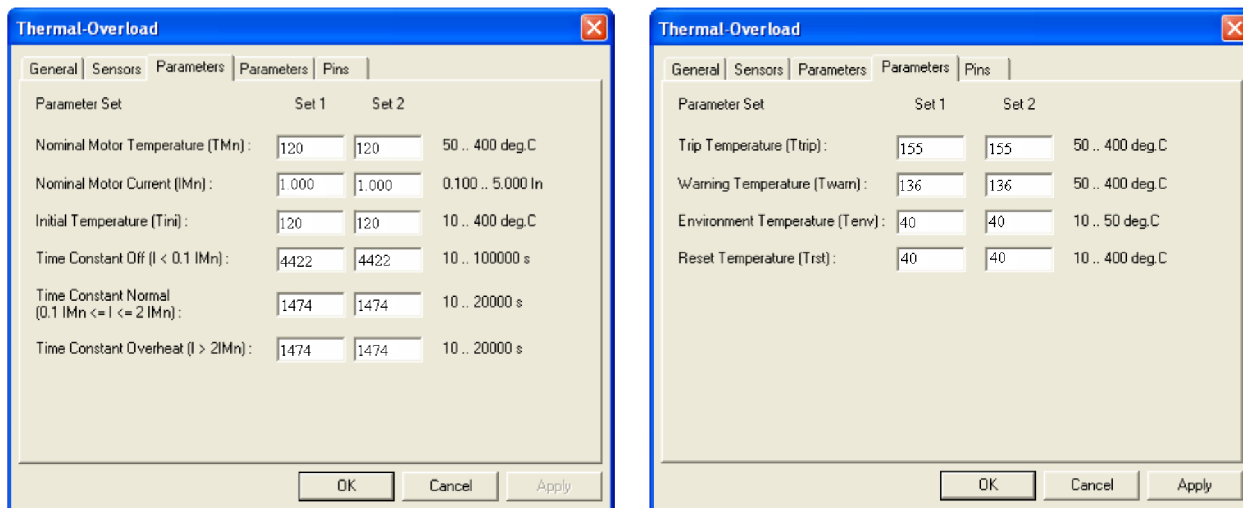 Thermal-Overload
General Sensors Parameters Parameters Pins
Parameter Set Set 1 Set 2
Nominal Motor Temperature (TMn) : 120 120 50 .. 400 deg.C
Nominal Motor Current (IMn) : 1.000 1.000 0.100 .. 5.000 In
Initial Temperature (Tini) : 120 120 10 .. 400 deg.C
Time Constant Off (I < 0.1 IMn) : 4422 4422 10 .. 100000 s
Time Constant Normal
(0.1 IMn <= I <= 2 IMn) : 1474 1474 10 .. 20000 s
Time Constant Overheat (I > 2IMn) : 1474 1474 10 .. 20000 s
OK Cancel Apply
Thermal-Overload
General Sensors Parameters Parameters Pins
Parameter Set Set 1 Set 2
Trip Temperature (Ttrip) : 155 155 50 .. 400 deg.C
Warning Temperature (Twarn) : 136 136 50 .. 400 deg.C
Environment Temperature (Tenv) : 40 40 10 .. 50 deg.C
Reset Temperature (Trst) : 40 40 10 .. 400 deg.C
OK Cancel Apply